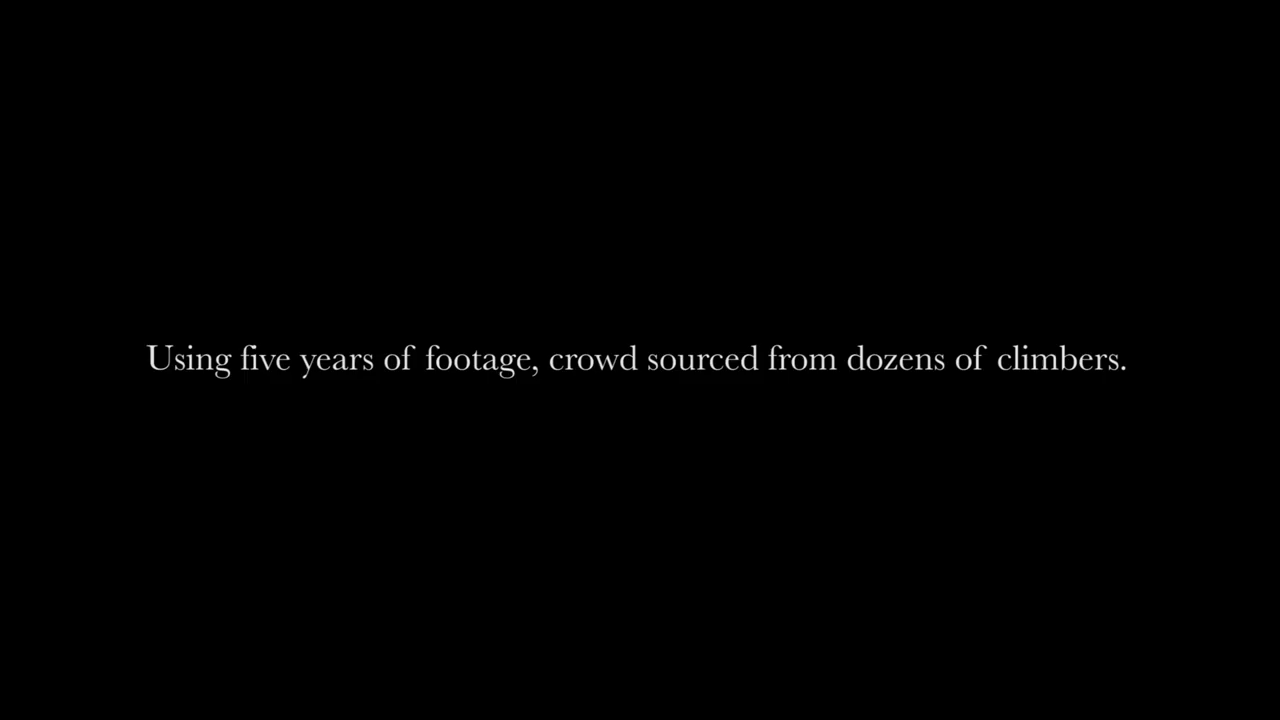 Using five years of footage, crowd sourced from dozens of climbers.